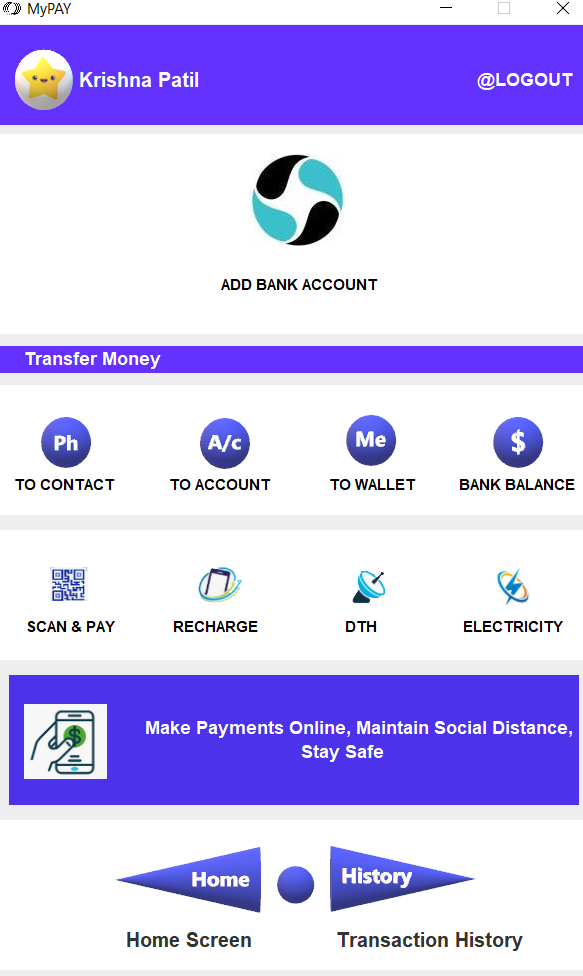 MyPAY
Krishna Patil
@LOGOUT
ADD BANK ACCOUNT
Transfer Money
Ph
A/c
Me
$
TO CONTACT
TO ACCOUNT
TO WALLET
BANK BALANCE
SCAN & PAY
RECHARGE
DTH
ELECTRICITY
$
Make Payments Online, Maintain Social Distance,
Stay Safe
Home
History
Home Screen
Transaction History